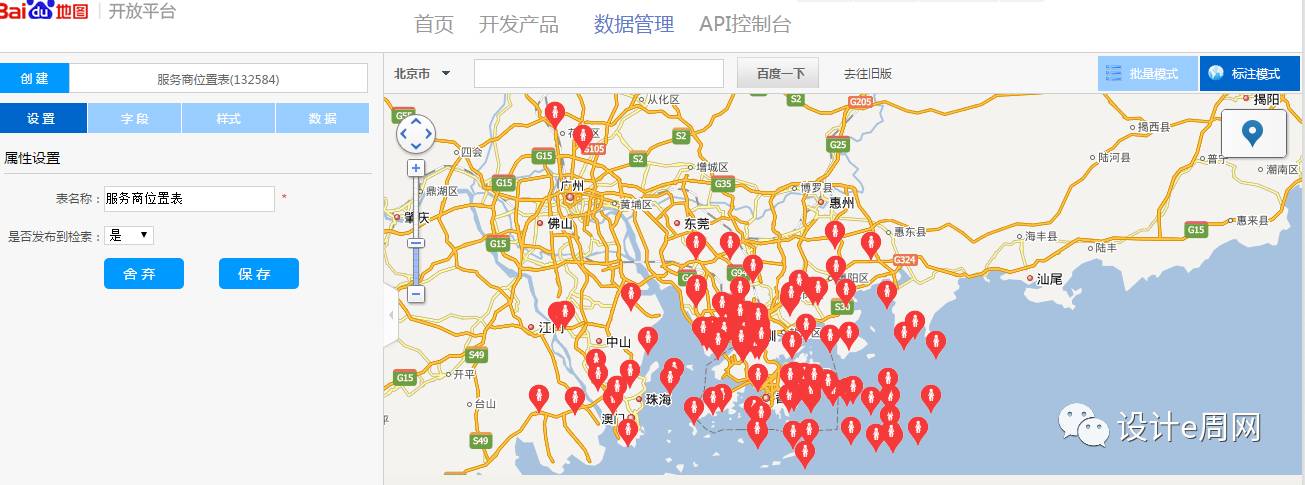 Baidu地图 开放平台
首页 开发产品 数据管理 API控制台
创建 服务商位置表(132584)
设置 字段 样式 数据
属性设置
表名称： 服务商位置表 *
是否发布到检索： 是
舍弃 保存
北京市 百度一下 去往旧版 批量模式 标注模式
从化区
S2
G205
揭阳
揭西县
G105
S2
G25
四会
G15
S2
陆河县
普宁
增城区
潮南区
G15
G35
鼎湖区
广州
博罗县
黄埔区
惠州
肇庆
佛山
东莞
惠来县
G15
惠东县
海丰县
G15
陆丰
G324
G94
惠阳区
汕尾
S30
江门
中山
S49
开平
G15
台山
珠海
澳门
S49
设计e周网